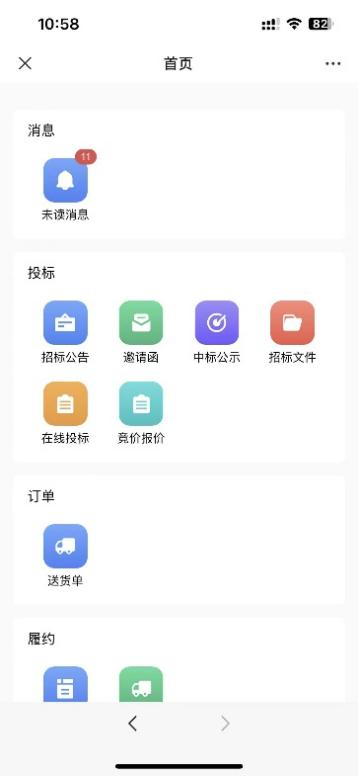 10:58
82
首页
消息
11
未读消息
投标
招标公告
邀请函
中标公示
招标文件
在线投标
竞价报价
订单
送货单
履约